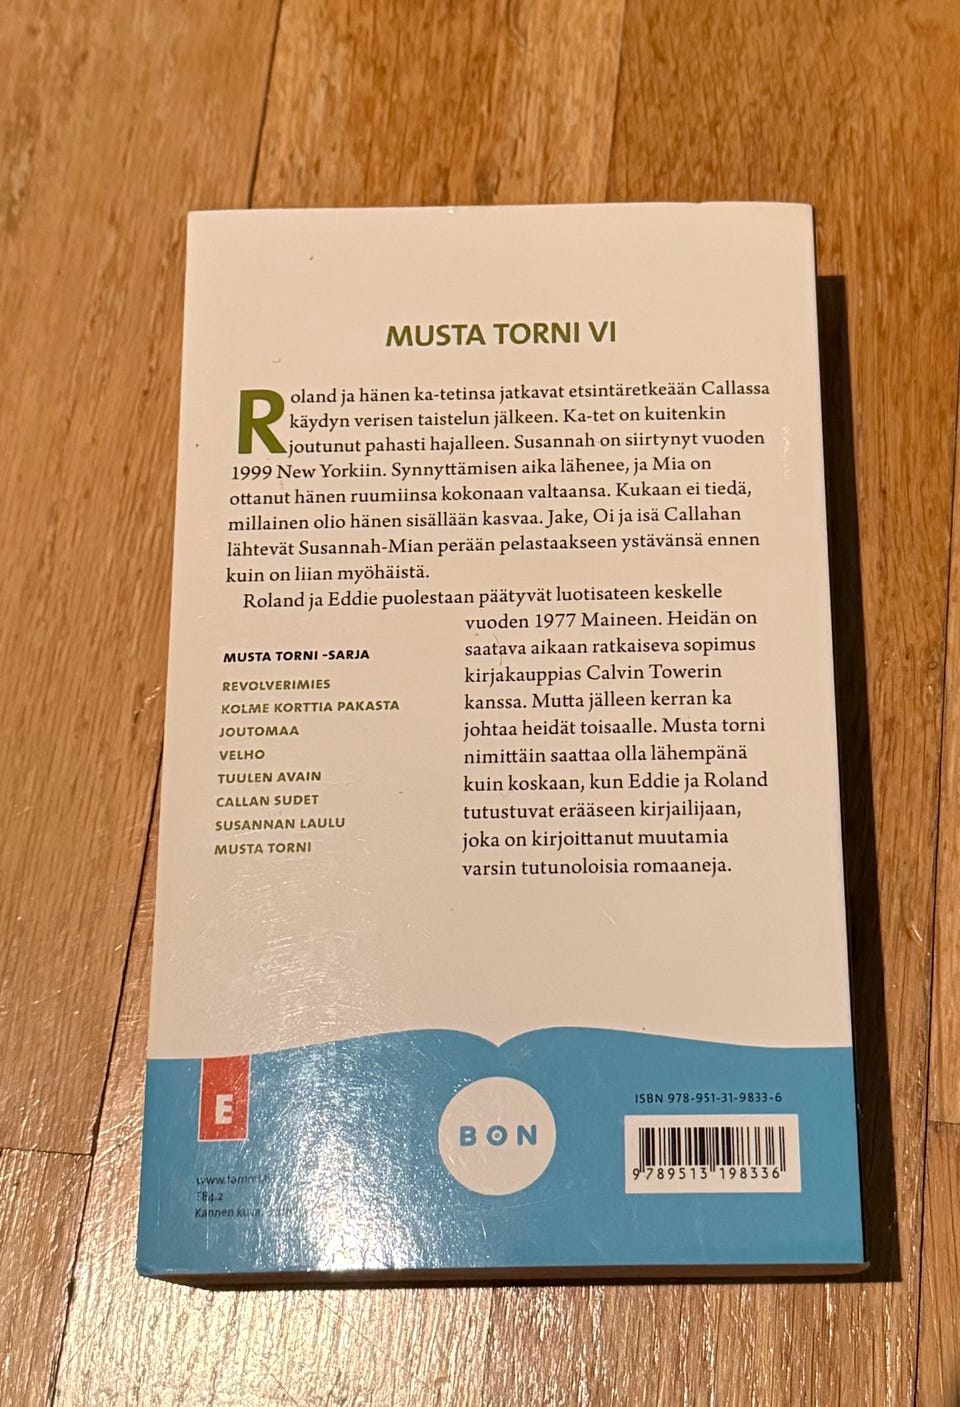 MUSTA TORNI VI
Roland ja hänen ka-tetinsa jatkavat etsintäretkeään Callassa
käydyn verisen taistelun jälkeen. Ka-tet on kuitenkin
joutunut pahasti hajalleen. Susannah on siirtynyt vuoden
1999 New Yorkiin. Synnyttämisen aika lähenee, ja Mia on
ottanut hänen ruumiinsa kokonaan valtaansa. Kukaan ei tiedä,
millainen olio hänen sisällään kasvaa. Jake, Oi ja isä Callahan
lähtevät Susannah-Mian perään pelastaakseen ystävänsä ennen
kuin on liian myöhäistä.
Roland ja Eddie puolestaan päätyvät luotisateen keskelle
vuoden 1977 Maineen. Heidän on
saatava aikaan ratkaiseva sopimus
kirjakauppias Calvin Towerin
kanssa. Mutta jälleen kerran ka
johtaa heidät toisaalle. Musta torni
nimittäin saattaa olla lähempänä
kuin koskaan, kun Eddie ja Roland
tutustuvat erääseen kirjailijaan,
joka on kirjoittanut muutamia
varsin tutunoloisia romaaneja.
MUSTA TORNI -SARJA
REVOLVERIMIES
KOLME KORTTIA PAKASTA
JOUTOMAA
VELHO
TUULEN AVAIN
CALLAN SUDET
SUSANNAN LAULU
MUSTA TORNI
E
BON
ISBN 978-951-31-9833-6
9 789513 198336
T84.2
Kannen